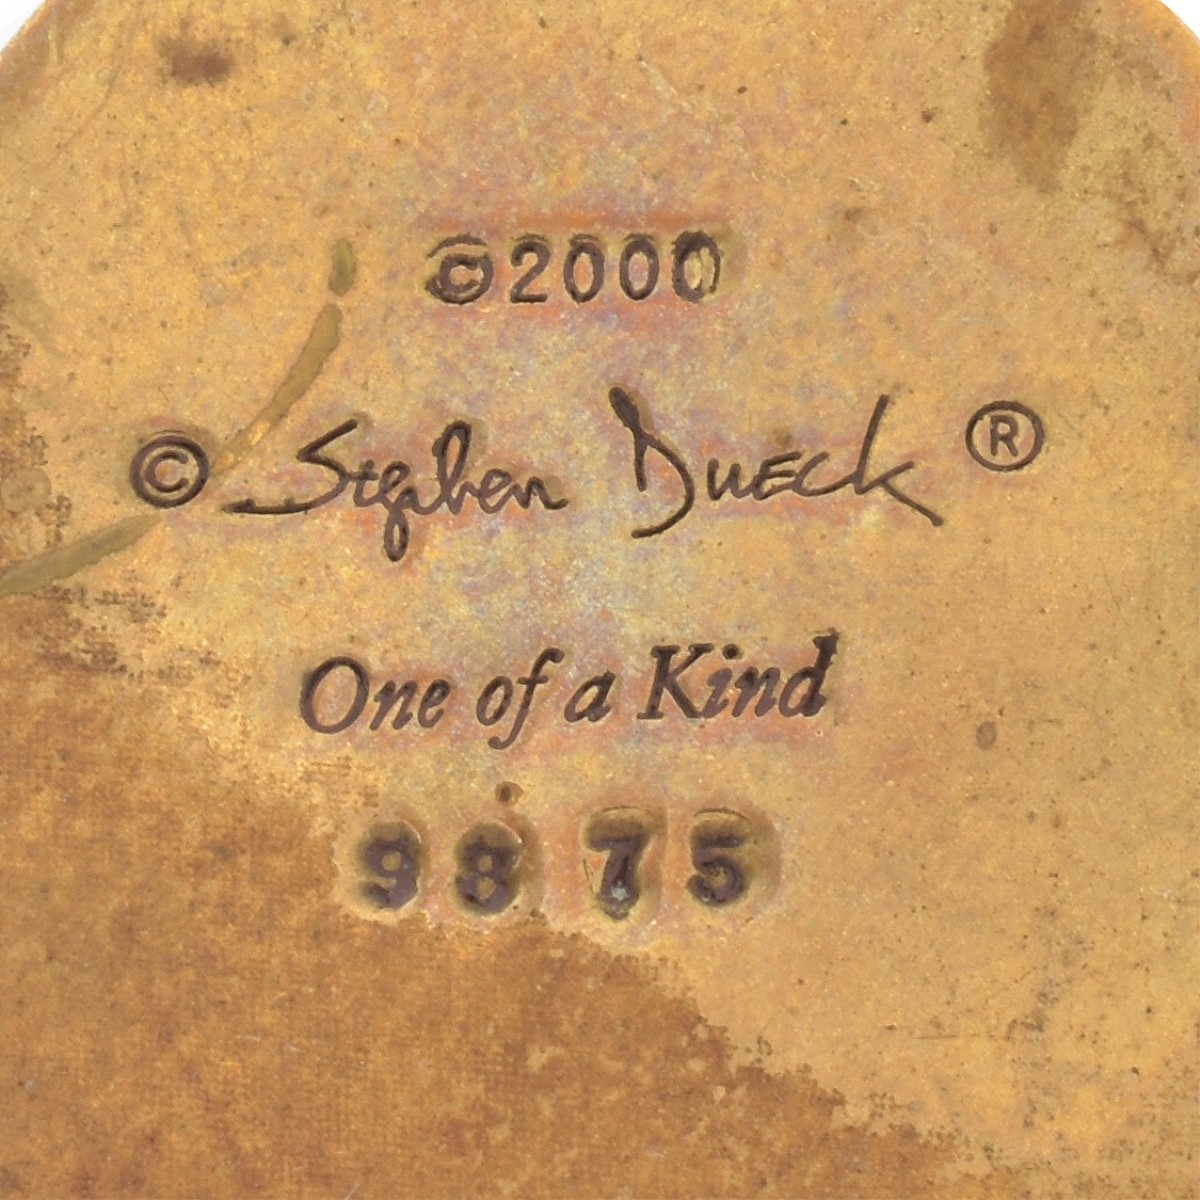 ©2000
© Stephen Dueck ®
One of a Kind
9875